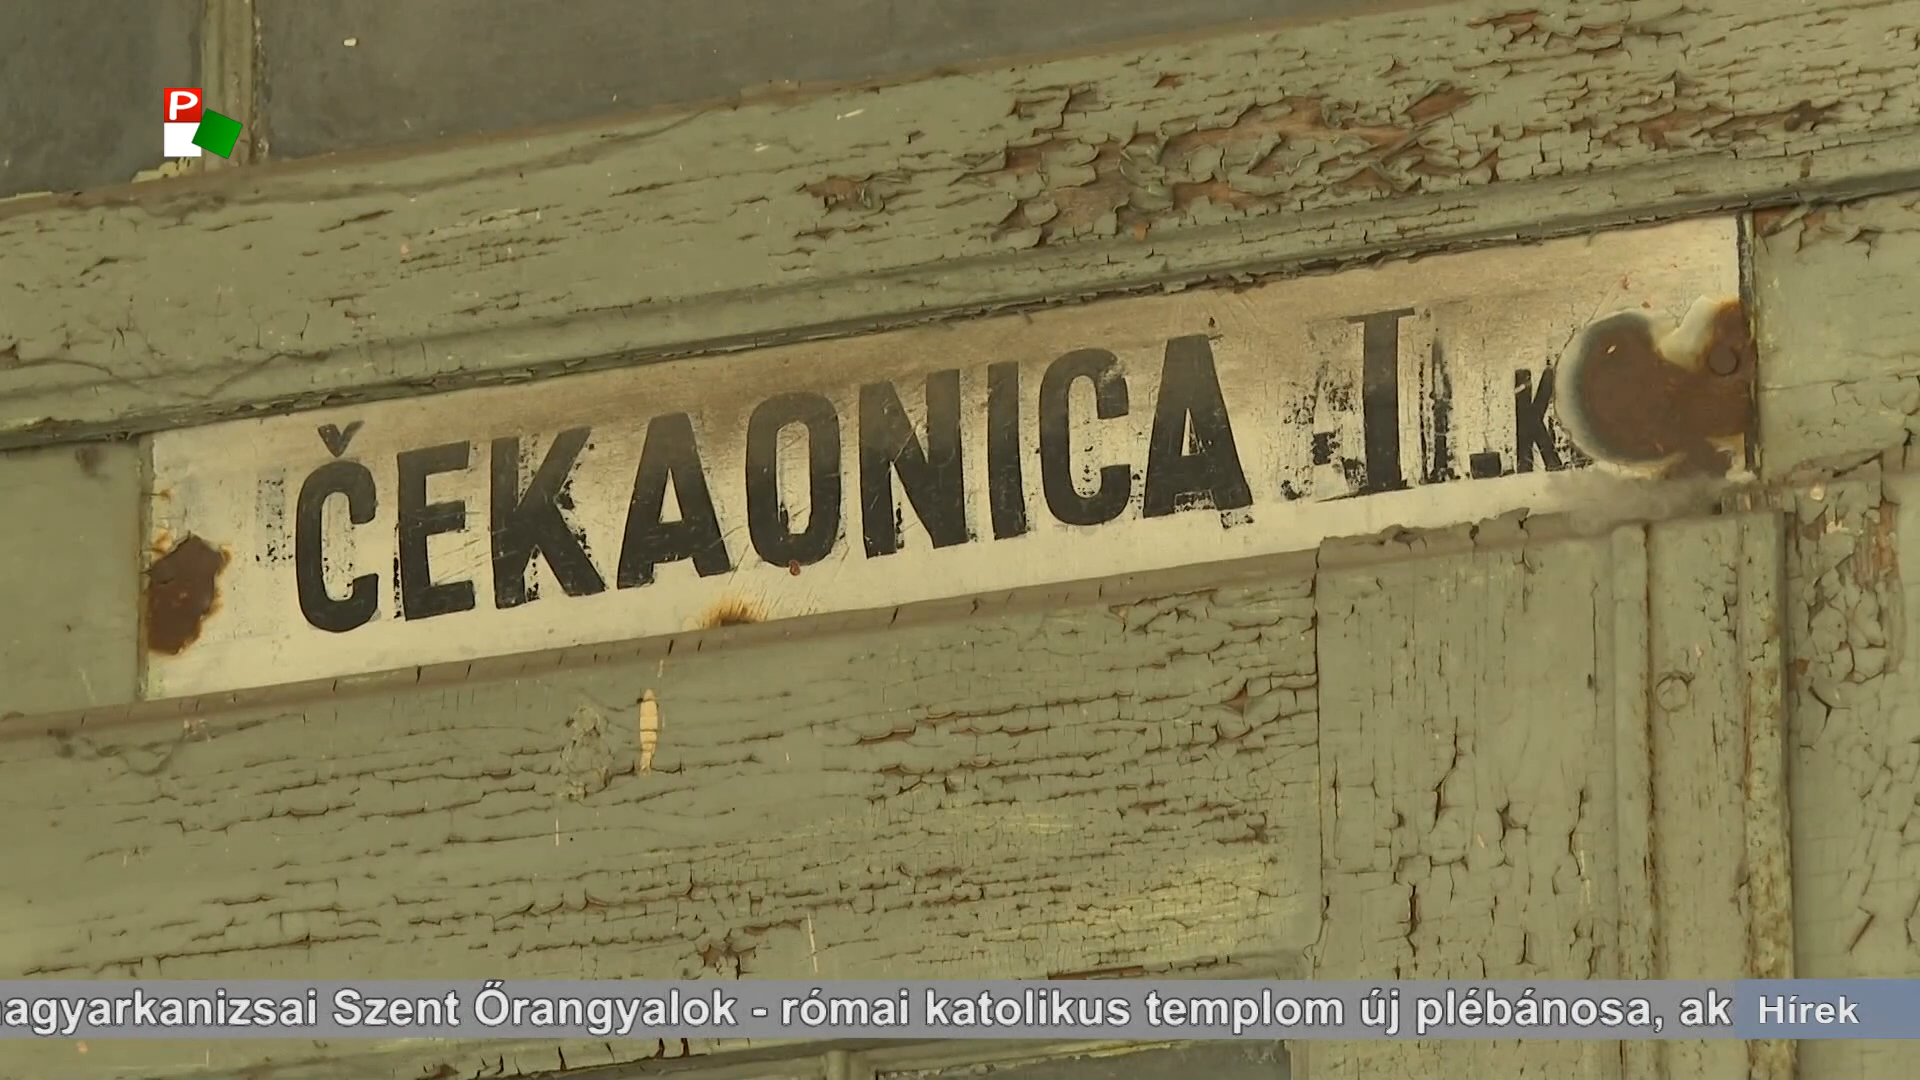 P
ČEKAONICA I
magyarkanizsai Szent Őrangyalok - római katolikus templom új plébánosa, ak
Hírek